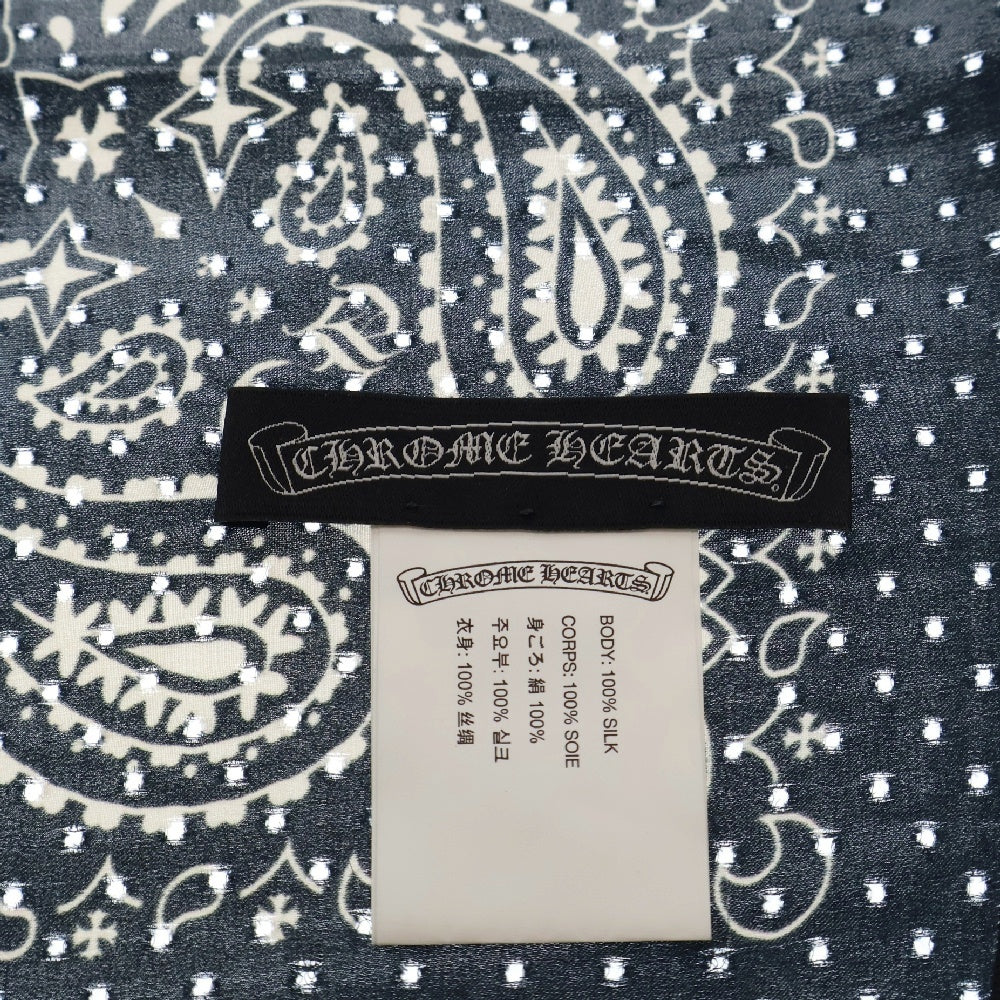 CHROME HEARTS
CHROME HEARTS
BODY: 100% SILK
CORPS: 100% SOIE
身ごろ: 絹 100%
주요부: 100% 실크
衣身: 100% 丝绸